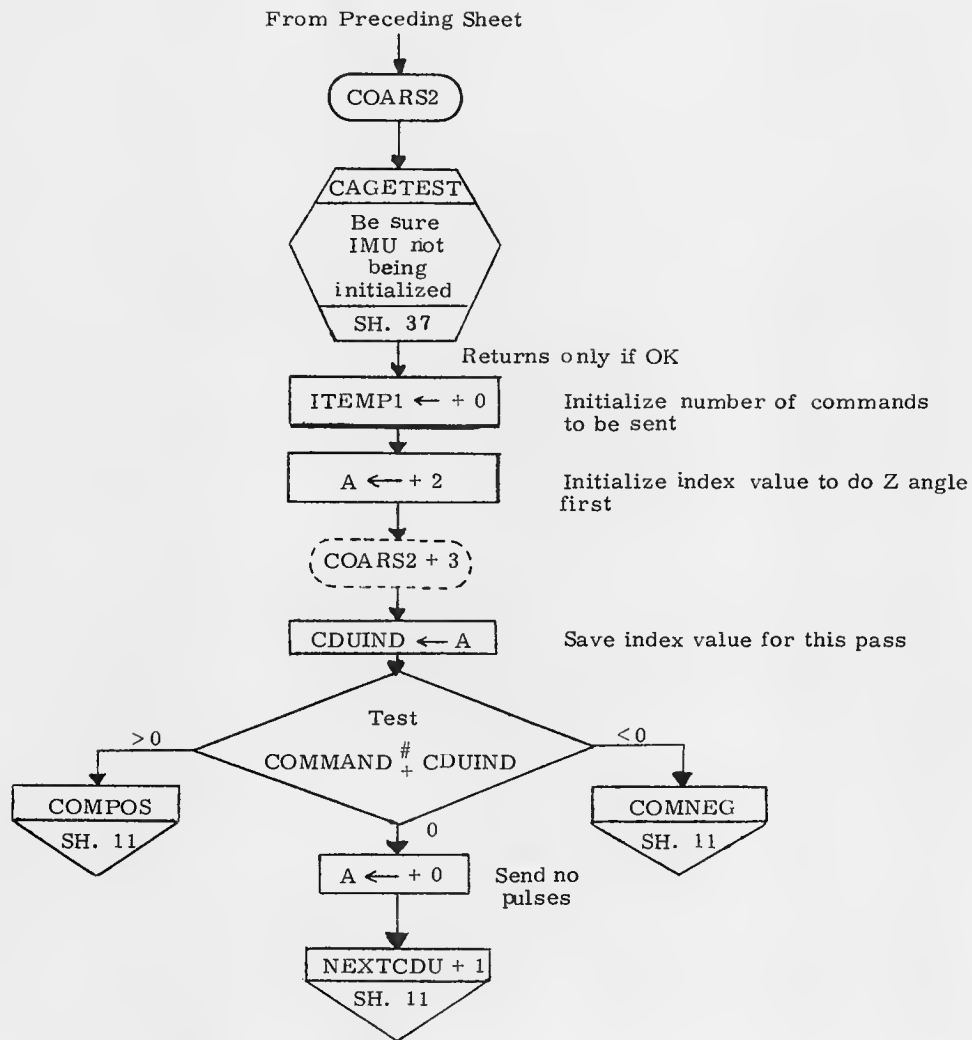 From Preceding Sheet
COARS2
CAGETEST
Be sure
IMU not
being
initialized
SH. 37
Returns only if OK
ITEMP1 ← + 0
Initialize number of commands
to be sent
A ← + 2
Initialize index value to do Z angle
first
COARS2 + 3
CDUIND ← A
Save index value for this pass
Test
>0
<0
#
COMMAND + CDUIND
COMPOS
SH. 11
COMNEG
SH. 11
0
A ← + 0
Send no
pulses
NEXTCDU + 1
SH. 11